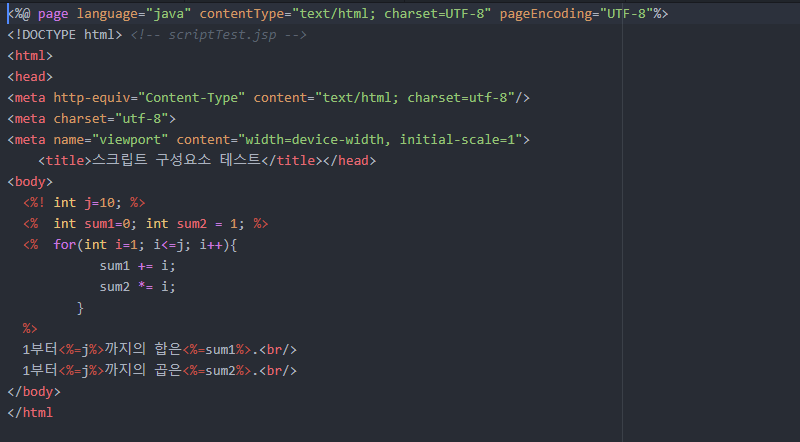 <%@ page language="java" contentType="text/html; charset=UTF-8" pageEncoding="UTF-8"%>
<!DOCTYPE html> <!-- scriptTest.jsp -->
<html>
<head>
<meta http-equiv="Content-Type" content="text/html; charset=utf-8"/>
<meta charset="utf-8">
<meta name="viewport" content="width=device-width, initial-scale=1">
    <title>스크립트 구성요소 테스트</title></head>
<body>
  <%! int j=10; %>
  <%  int sum1=0; int sum2 = 1; %>
  <%  for(int i=1; i<=j; i++){
            sum1 += i;
            sum2 *= i;
         }
  %>
  1부터<%=j%>까지의 합은<%=sum1%>.<br/>
  1부터<%=j%>까지의 곱은<%=sum2%>.<br/>
</body>
</html